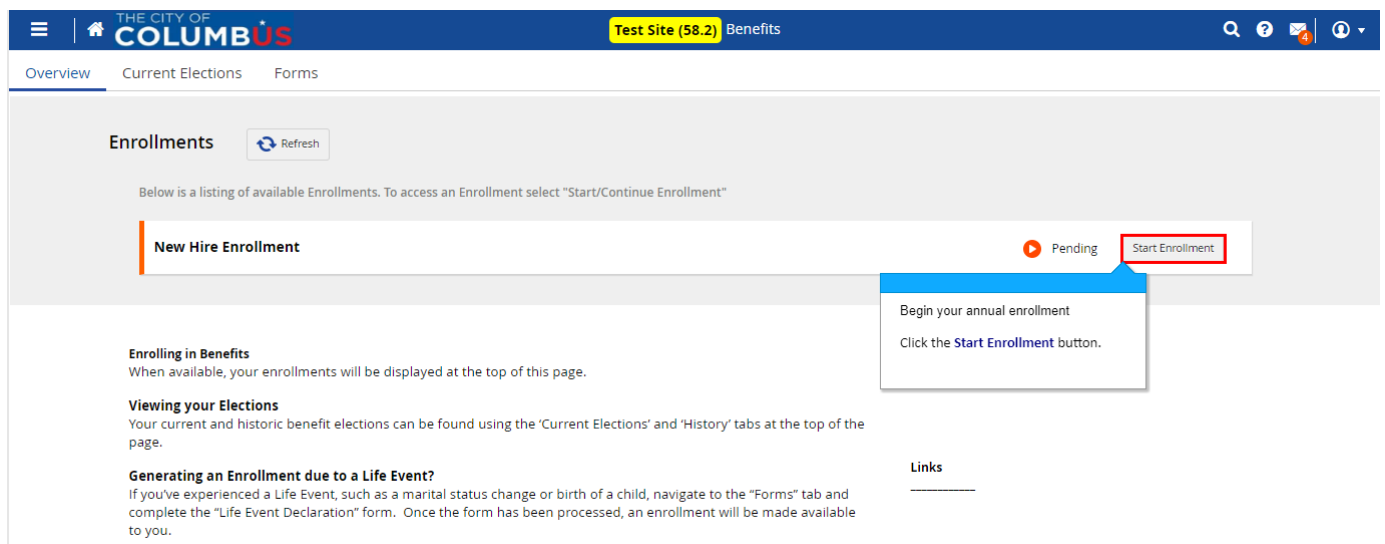 THE CITY OF
COLUMBUS
Test Site (58.2) Benefits
4
Overview Current Elections Forms
Enrollments Refresh
Below is a listing of available Enrollments. To access an Enrollment select "Start/Continue Enrollment"
New Hire Enrollment Pending Start Enrollment
Begin your annual enrollment
Click the Start Enrollment button.
Enrolling in Benefits
When available, your enrollments will be displayed at the top of this page.
Viewing your Elections
Your current and historic benefit elections can be found using the ‘Current Elections’ and ‘History’ tabs at the top of the
page.
Generating an Enrollment due to a Life Event?
If you’ve experienced a Life Event, such as a marital status change or birth of a child, navigate to the “Forms” tab and
complete the “Life Event Declaration” form. Once the form has been processed, an enrollment will be made available
to you.
Links
____________